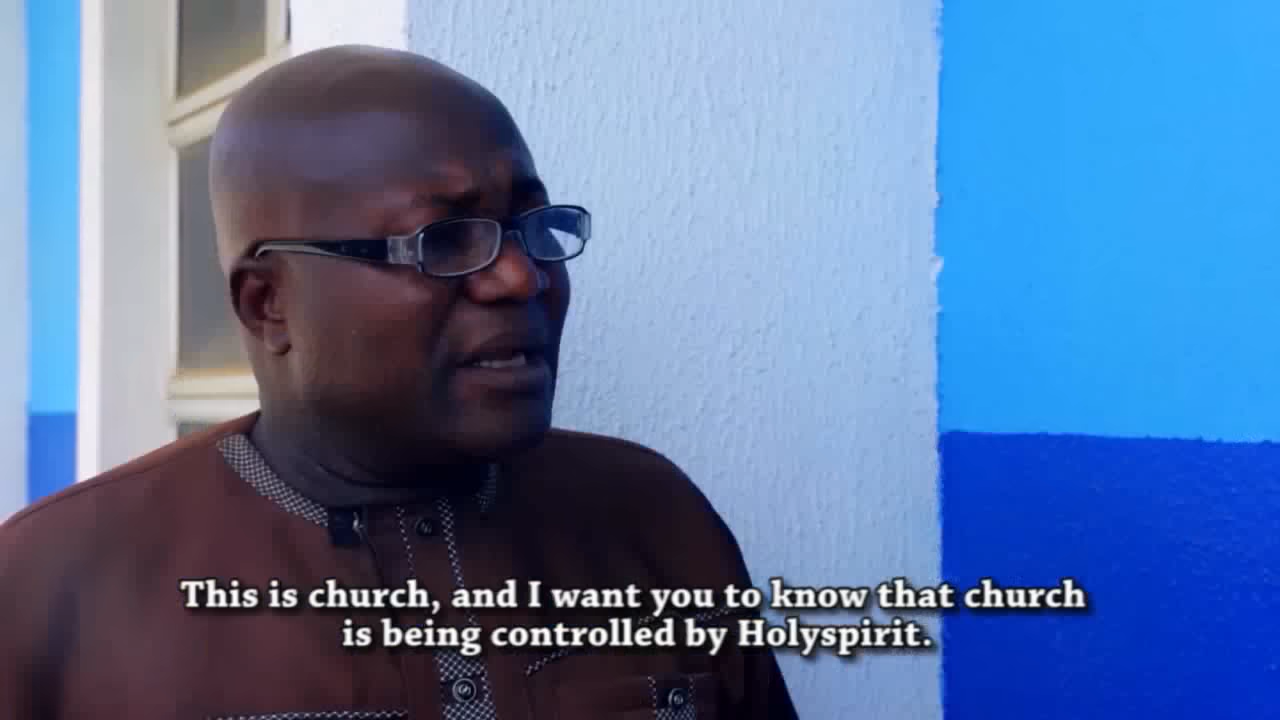 This is church, and I want you to know that church
is being controlled by Holyspirit.